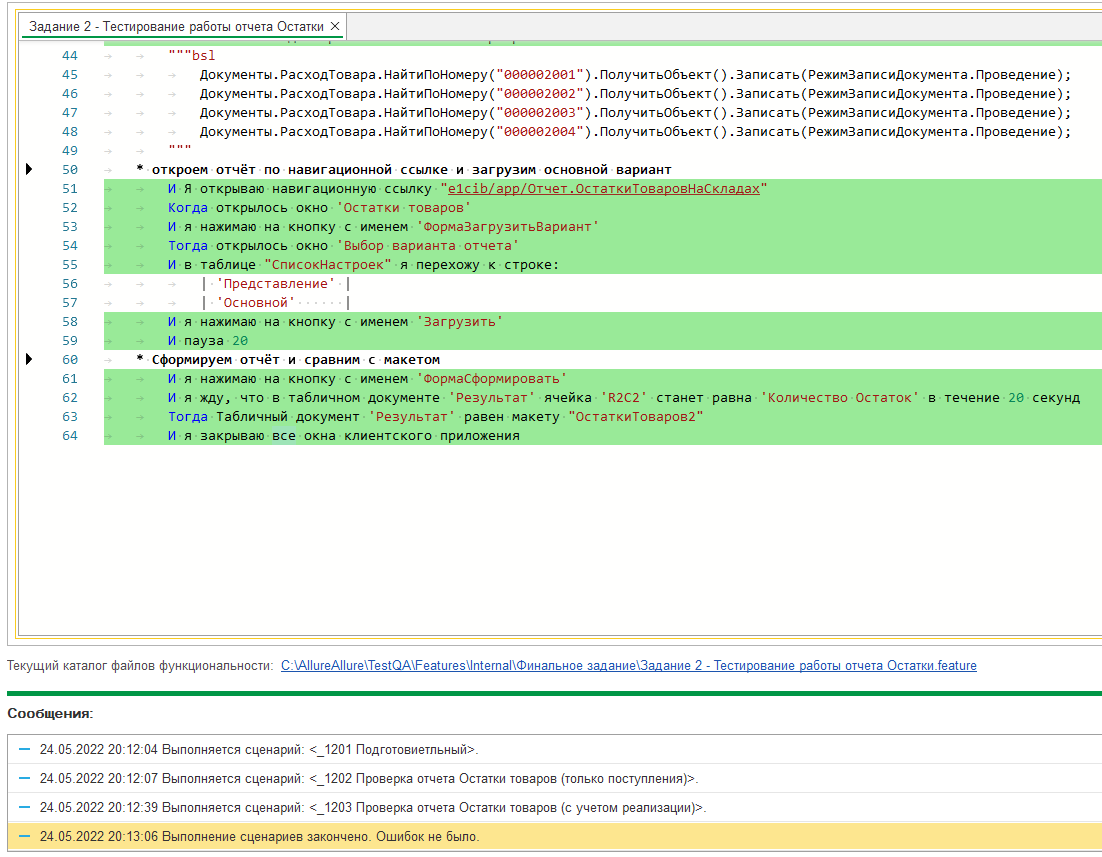 Задание 2 - Тестирование работы отчета Остатки ×
44 """bsl
45 Документы.РасходТовара.НайтиПоНомеру("000002001").ПолучитьОбъект().Записать(РежимЗаписиДокумента.Проведение);
46 Документы.РасходТовара.НайтиПоНомеру("000002002").ПолучитьОбъект().Записать(РежимЗаписиДокумента.Проведение);
47 Документы.РасходТовара.НайтиПоНомеру("000002003").ПолучитьОбъект().Записать(РежимЗаписиДокумента.Проведение);
48 Документы.РасходТовара.НайтиПоНомеру("000002004").ПолучитьОбъект().Записать(РежимЗаписиДокумента.Проведение);
49 """
50 * откроем отчёт по навигационной ссылке и загрузим основной вариант
51 И Я открываю навигационную ссылку "e1cib/app/Отчет.ОстаткиТоваровНаСкладах"
52 Когда открылось окно 'Остатки товаров'
53 И я нажимаю на кнопку с именем 'ФормаЗагрузитьВариант'
54 Тогда открылось окно 'Выбор варианта отчета'
55 И в таблице "СписокНастроек" я перехожу к строке:
56 | 'Представление' |
57 | 'Основной' |
58 И я нажимаю на кнопку с именем 'Загрузить'
59 И пауза 20
60 * Сформируем отчёт и сравним с макетом
61 И я нажимаю на кнопку с именем 'ФормаСформировать'
62 И я жду, что в табличном документе 'Результат' ячейка 'R2C2' станет равна 'Количество Остаток' в течение 20 секунд
63 Тогда Табличный документ 'Результат' равен макету "ОстаткиТоваров2"
64 И я закрываю все окна клиентского приложения
Текущий каталог файлов функциональности: C:\AllureAllure\TestQA\Features\Internal\Финальное задание\Задание 2 - Тестирование работы отчета Остатки.feature
Сообщения:
24.05.2022 20:12:04 Выполняется сценарий: <_1201 Подготовиетльный>.
24.05.2022 20:12:07 Выполняется сценарий: <_1202 Проверка отчета Остатки товаров (только поступления)>.
24.05.2022 20:12:39 Выполняется сценарий: <_1203 Проверка отчета Остатки товаров (с учетом реализации)>.
24.05.2022 20:13:06 Выполнение сценариев закончено. Ошибок не было.